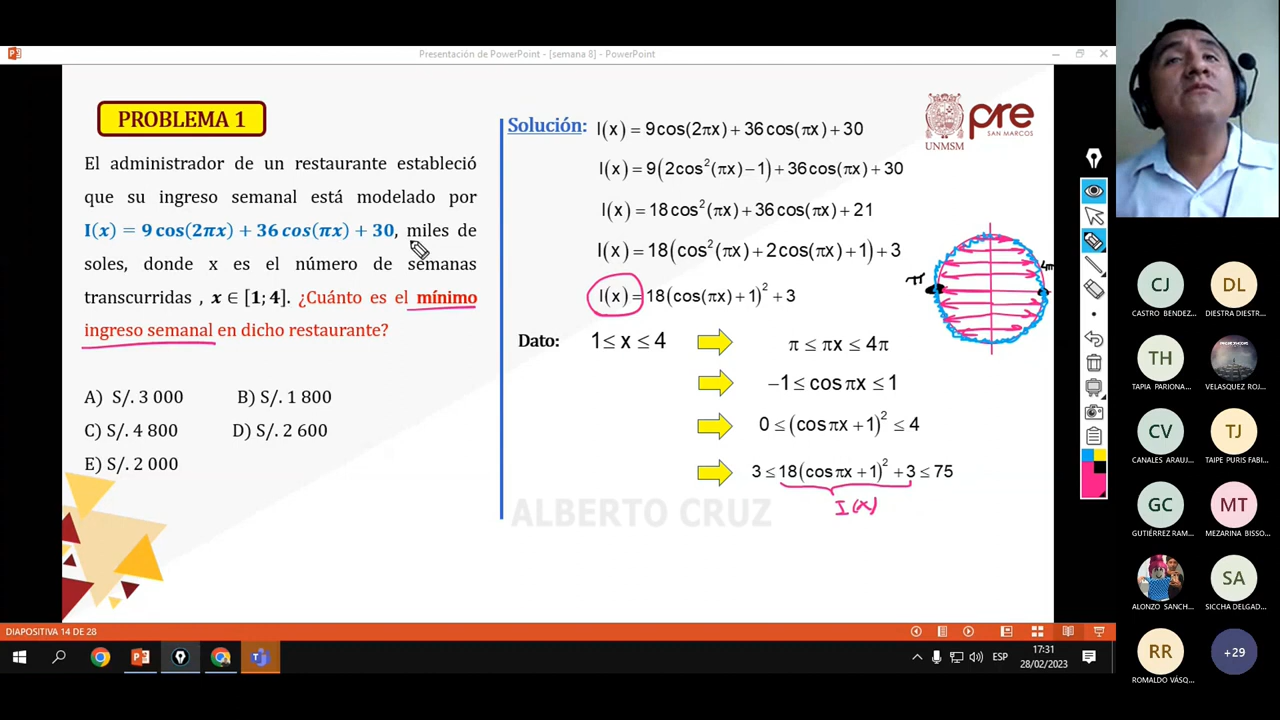 Presentación de PowerPoint - [semana 8] - PowerPoint
PROBLEMA 1
El administrador de un restaurante estableció
que su ingreso semanal está modelado por
I(x) = 9 cos(2πx) + 36 cos(πx) + 30, miles de
soles, donde x es el número de semanas
transcurridas , x ∈ [1; 4]. ¿Cuánto es el mínimo
ingreso semanal en dicho restaurante?
A) S/. 3 000 B) S/. 1 800
C) S/. 4 800 D) S/. 2 600
E) S/. 2 000
Solución: I(x) = 9cos(2πx) + 36cos(πx) + 30
I(x) = 9(2cos²(πx) − 1) + 36cos(πx) + 30
I(x) = 18cos²(πx) + 36cos(πx) + 21
I(x) = 18(cos²(πx) + 2cos(πx) + 1) + 3
I(x) = 18(cos(πx) + 1)² + 3
Dato: 1 ≤ x ≤ 4 π ≤ πx ≤ 4π
−1 ≤ cos πx ≤ 1
0 ≤ (cos πx + 1)² ≤ 4
3 ≤ 18(cos πx + 1)² + 3 ≤ 75
I(x)
ALBERTO CRUZ
UNMSM
pre
SAN MARCOS
π
4π
DIAPOSITIVA 14 DE 28
ESP
17:31
28/02/2023
CJ
CASTRO BENDEZ...
DL
DIESTRA DIESTR...
TH
TAPIA PARIONA...
VELASQUEZ ROJ...
CV
CANALES ARAUJ...
TJ
TAIPE PURIS FAB...
GC
GUTIÉRREZ RAM...
MT
MEZARINA BISSO...
ALONZO SANCH...
SA
SICCHA DELGAD...
RR
ROMALDO VÁSQ...
+29